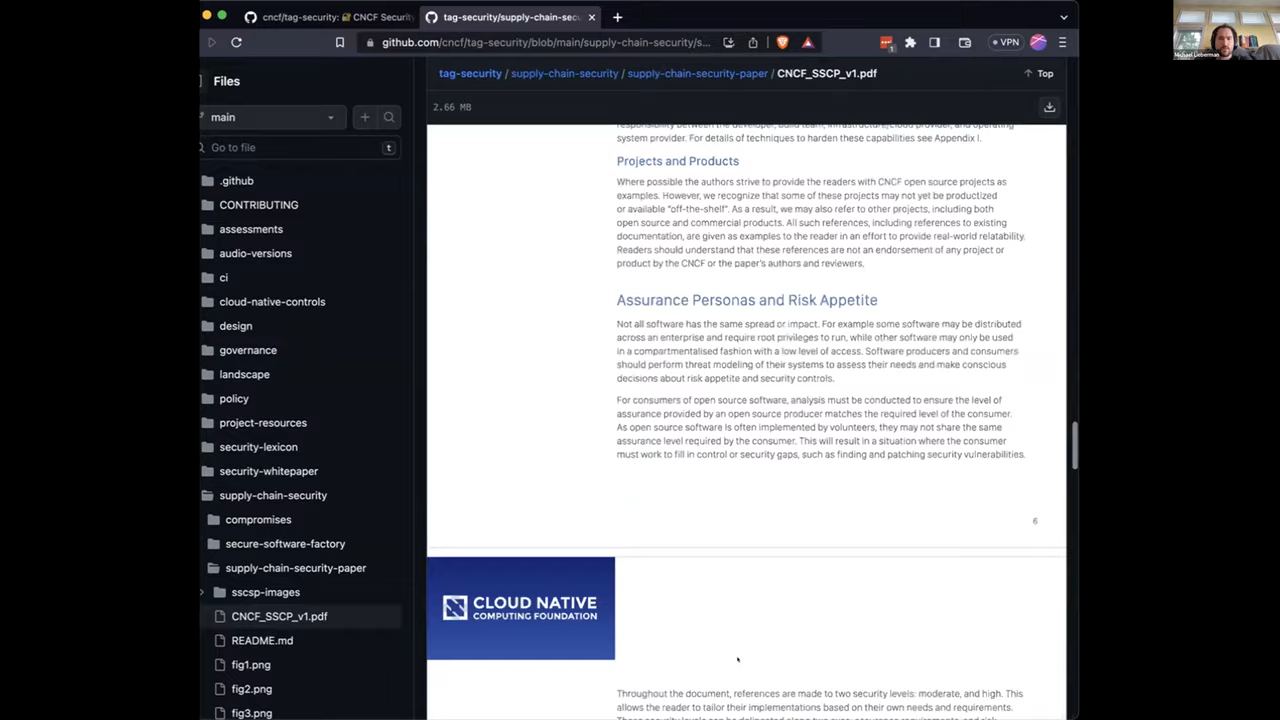 cncf/tag-security: 🔐 CNCF Security
tag-security/supply-chain-secu
github.com/cncf/tag-security/blob/main/supply-chain-security/s...
1
VPN
Michael Lieberman
Files
main
Go to file
t
.github
CONTRIBUTING
assessments
audio-versions
ci
cloud-native-controls
design
governance
landscape
policy
project-resources
security-lexicon
security-whitepaper
supply-chain-security
compromises
secure-software-factory
supply-chain-security-paper
sscsp-images
CNCF_SSCP_v1.pdf
README.md
fig1.png
fig2.png
fig3.png
tag-security / supply-chain-security / supply-chain-security-paper / CNCF_SSCP_v1.pdf
Top
2.66 MB
responsibility between the developer, build team, infrastructure/cloud provider, and operating
system provider. For details of techniques to harden these capabilities see Appendix I.
Projects and Products
Where possible the authors strive to provide the readers with CNCF open source projects as
examples. However, we recognize that some of these projects may not yet be productized
or available “off-the-shelf”. As a result, we may also refer to other projects, including both
open source and commercial products. All such references, including references to existing
documentation, are given as examples to the reader in an effort to provide real-world relatability.
Readers should understand that these references are not an endorsement of any project or
product by the CNCF or the paper’s authors and reviewers.
Assurance Personas and Risk Appetite
Not all software has the same spread or impact. For example some software may be distributed
across an enterprise and require root privileges to run, while other software may only be used
in a compartmentalised fashion with a low level of access. Software producers and consumers
should perform threat modeling of their systems to assess their needs and make conscious
decisions about risk appetite and security controls.
For consumers of open source software, analysis must be conducted to ensure the level of
assurance provided by an open source producer matches the required level of the consumer.
As open source software is often implemented by volunteers, they may not share the same
assurance level required by the consumer. This will result in a situation where the consumer
must work to fill in control or security gaps, such as finding and patching security vulnerabilities.
6
CLOUD NATIVE
COMPUTING FOUNDATION
Throughout the document, references are made to two security levels: moderate, and high. This
allows the reader to tailor their implementations based on their own needs and requirements.